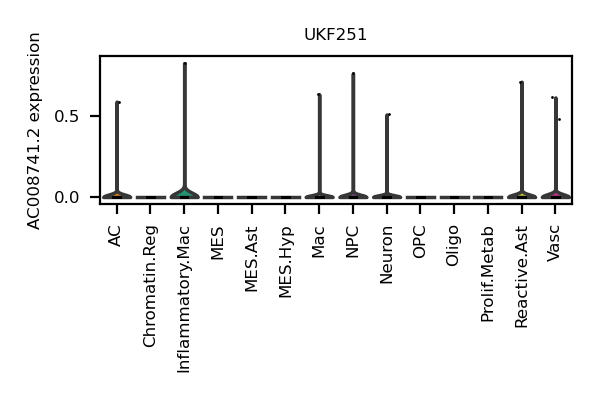 UKF251
AC008741.2 expression
0.5
0.0
AC
Chromatin.Reg
Inflammatory.Mac
MES
MES.Ast
MES.Hyp
Mac
NPC
Neuron
OPC
Oligo
Prolif.Metab
Reactive.Ast
Vasc